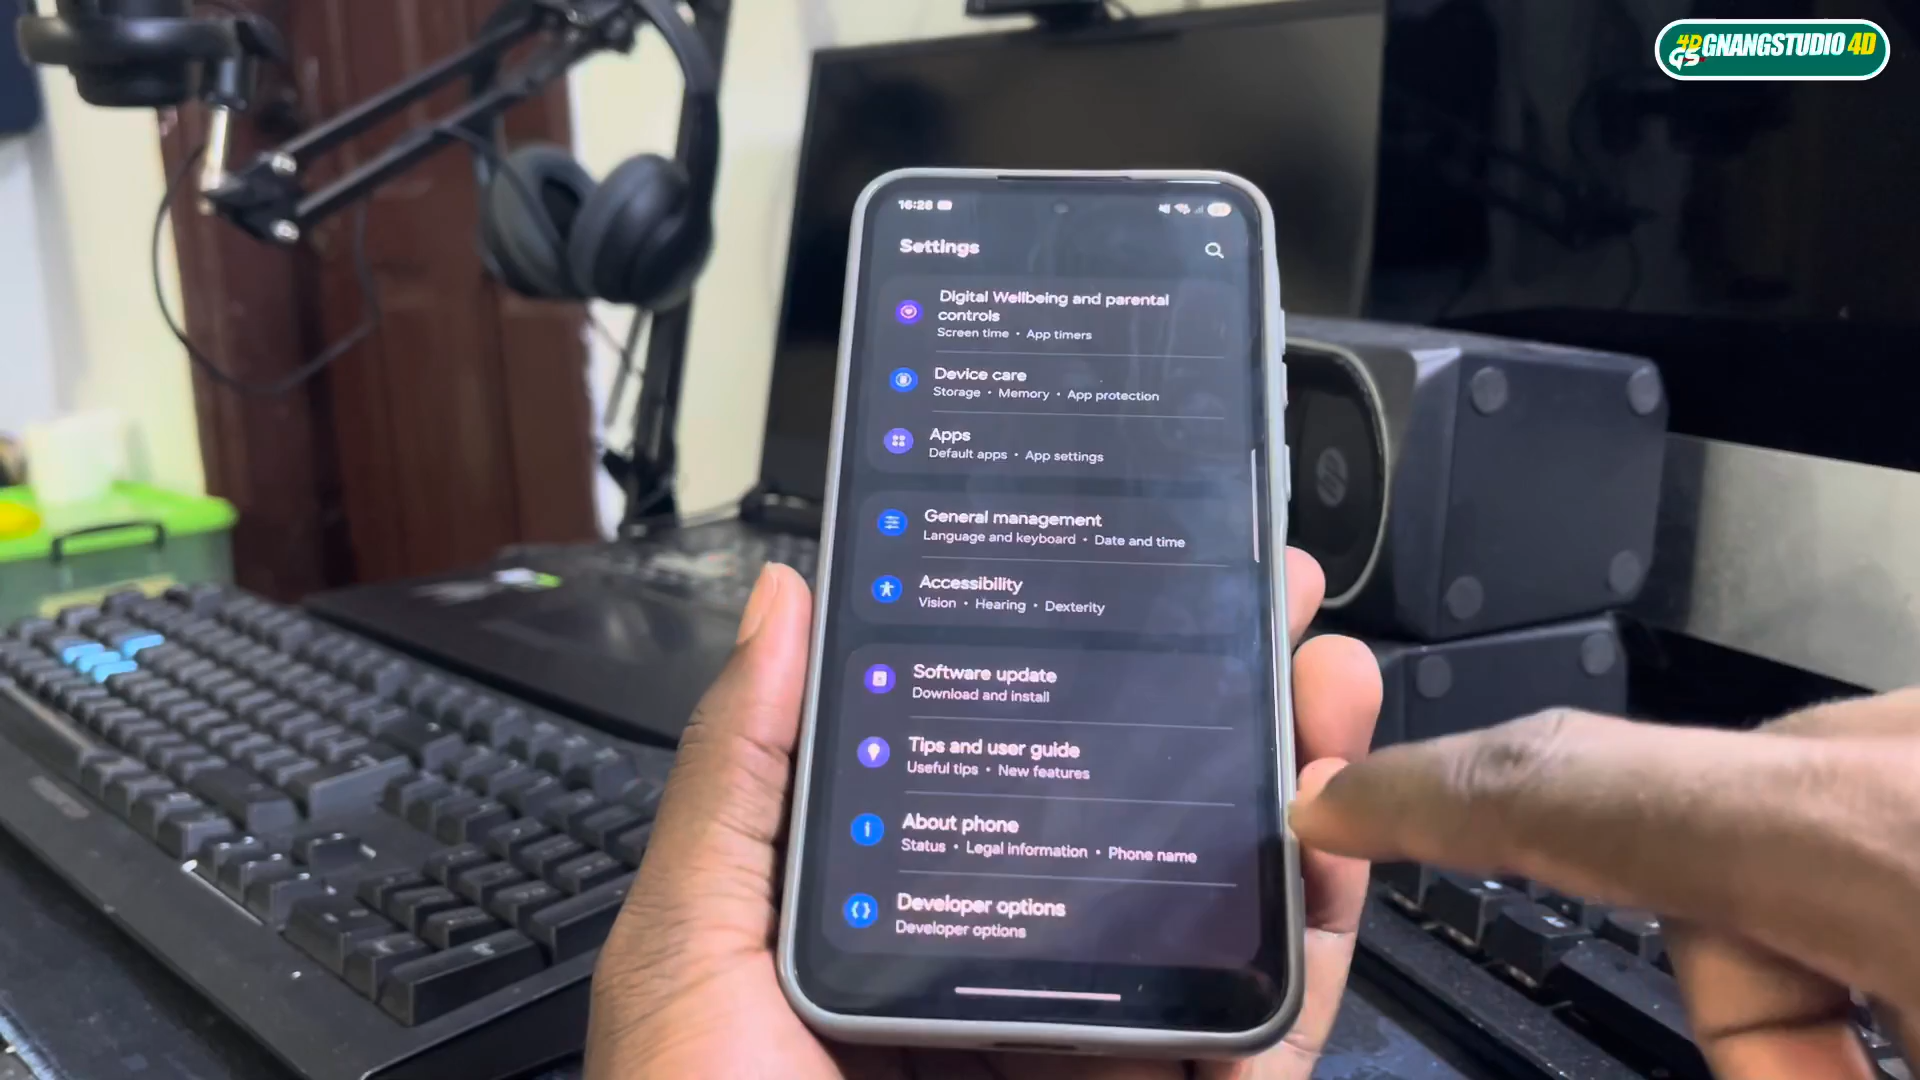 GS4D GNANGSTUDIO 4D
16:28
Settings
Digital Wellbeing and parental
controls
Screen time • App timers
Device care
Storage • Memory • App protection
Apps
Default apps • App settings
General management
Language and keyboard • Date and time
Accessibility
Vision • Hearing • Dexterity
Software update
Download and install
Tips and user guide
Useful tips • New features
About phone
Status • Legal information • Phone name
Developer options
Developer options
hp